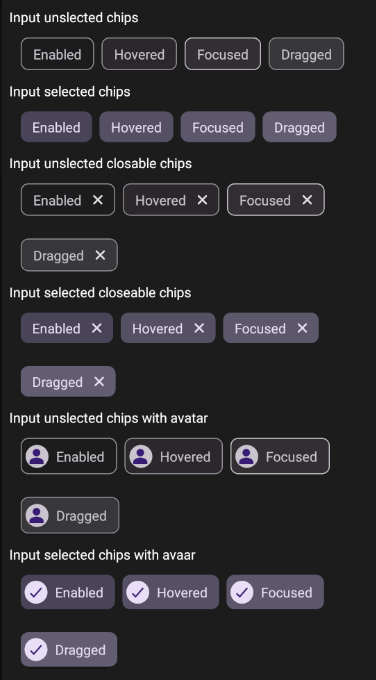 Input unslected chips
Enabled Hovered Focused Dragged
Input selected chips
Enabled Hovered Focused Dragged
Input unslected closable chips
Enabled Hovered Focused
Dragged
Input selected closeable chips
Enabled Hovered Focused
Dragged
Input unslected chips with avatar
Enabled Hovered Focused
Dragged
Input selected chips with avaar
Enabled Hovered Focused
Dragged